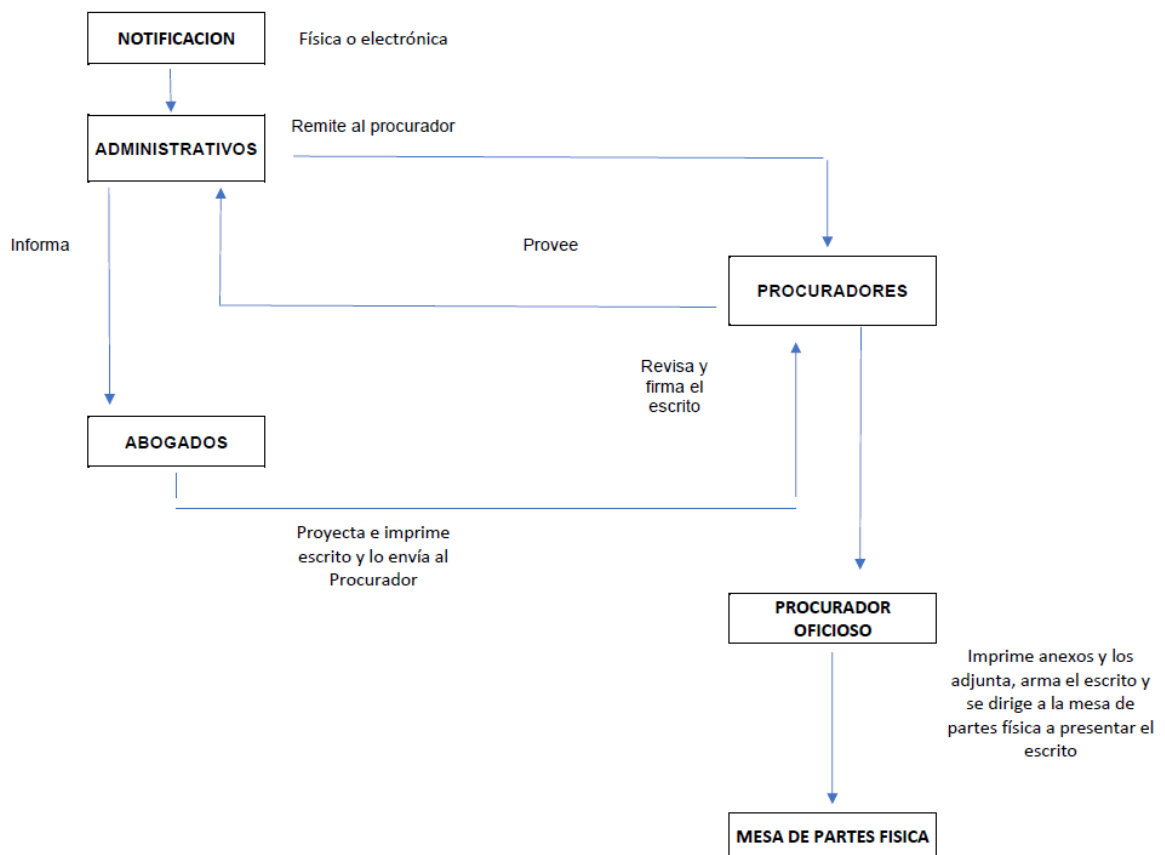 NOTIFICACION
Física o electrónica
Remite al procurador
ADMINISTRATIVOS
Informa
Provee
PROCURADORES
Revisa y
firma el
escrito
ABOGADOS
Proyecta e imprime
escrito y lo envía al
Procurador
PROCURADOR
OFICIOSO
Imprime anexos y los
adjunta, arma el escrito y
se dirige a la mesa de
partes física a presentar el
escrito
MESA DE PARTES FISICA